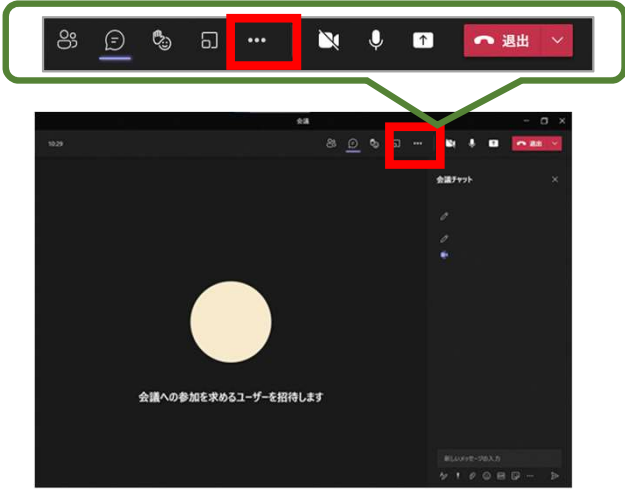 退出
会議
10:29
退出
会議チャット
会議への参加を求めるユーザーを招待します
新しいメッセージの入力